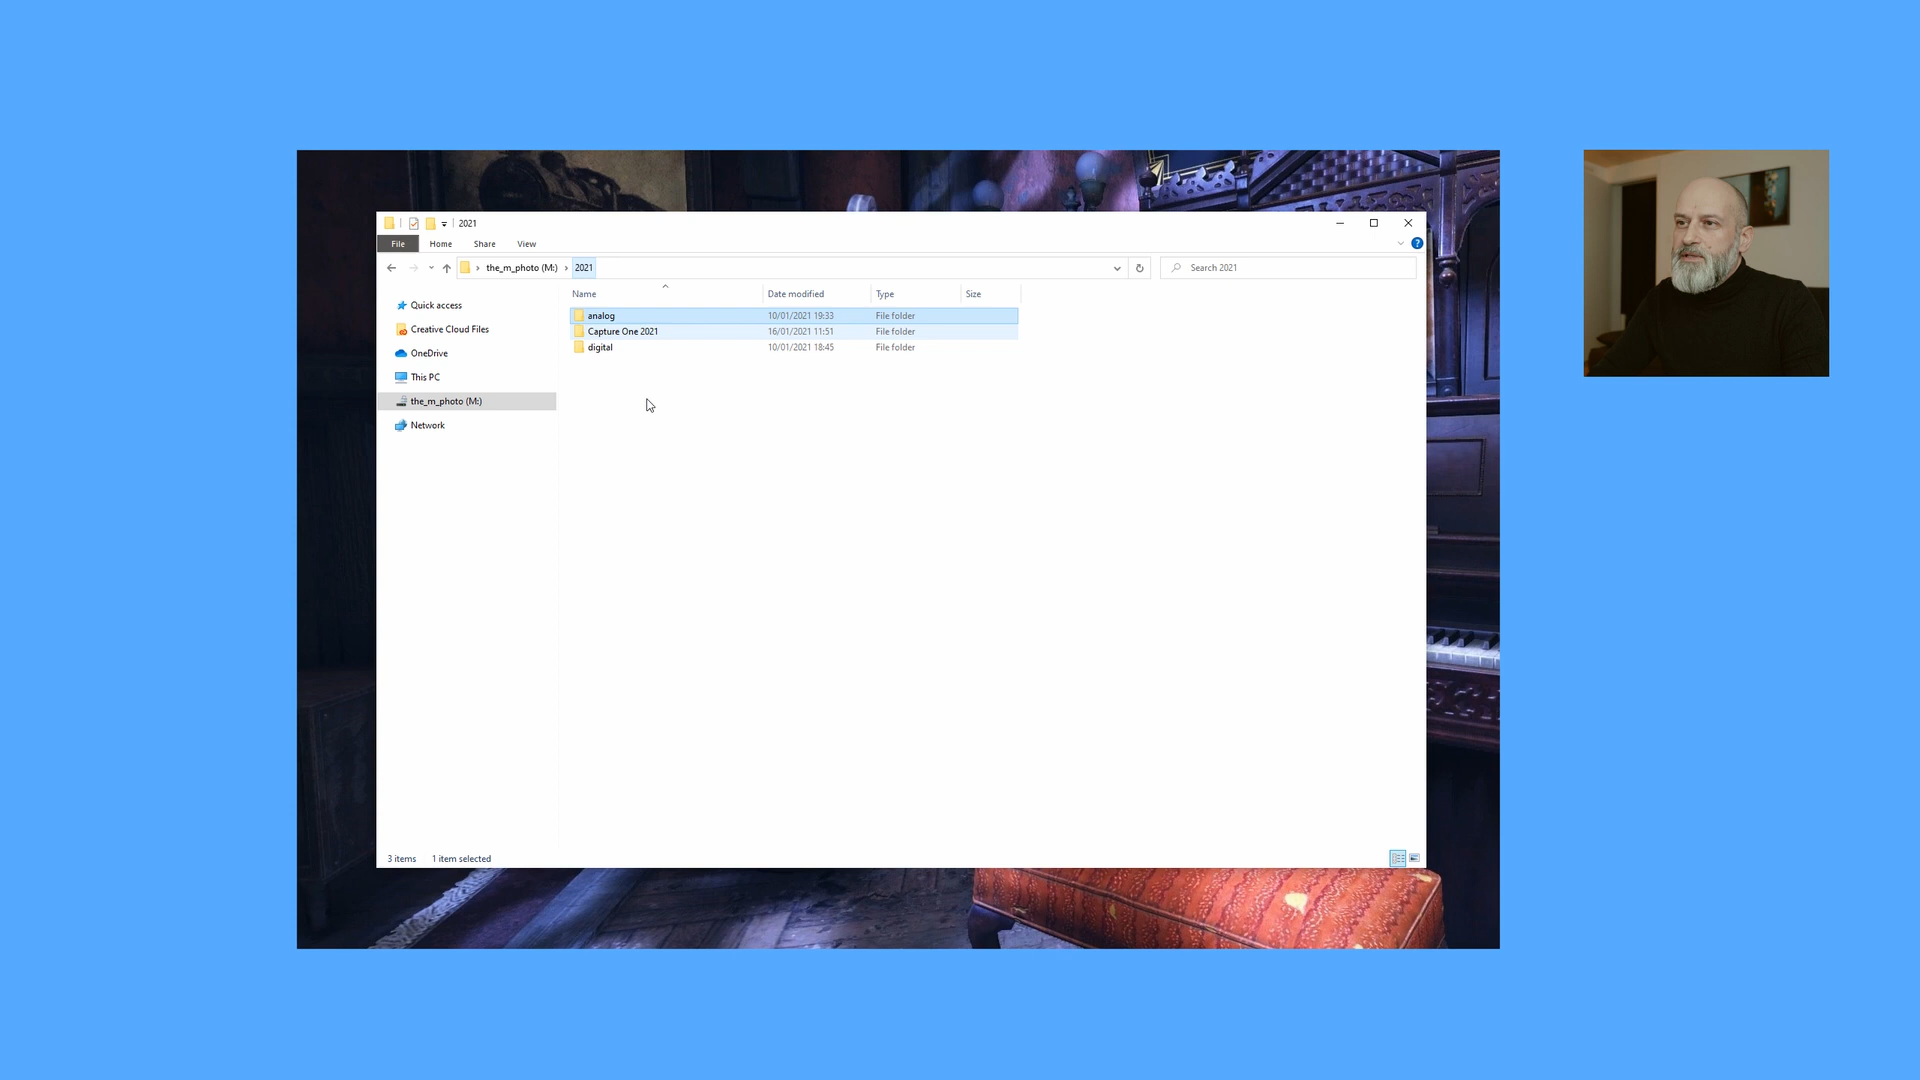 2021
File Home Share View
the_m_photo (M:) 2021
Search 2021
Quick access
Creative Cloud Files
OneDrive
This PC
the_m_photo (M:)
Network
Name Date modified Type Size
analog 10/01/2021 19:33 File folder
Capture One 2021 16/01/2021 11:51 File folder
digital 10/01/2021 18:45 File folder
3 items 1 item selected